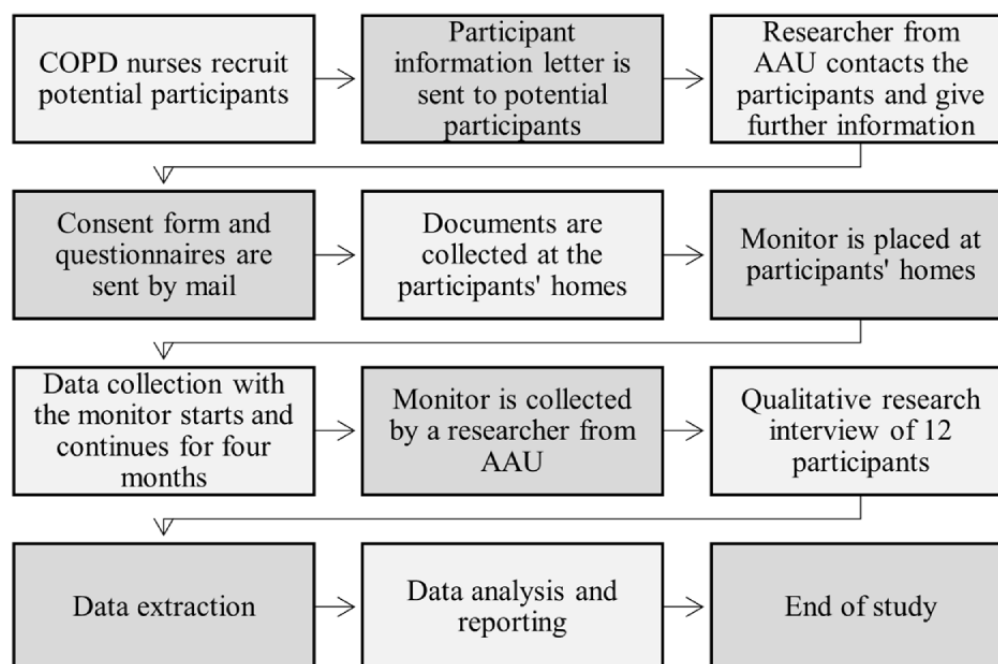 COPD nurses recruit
potential participants
Participant
information letter is
sent to potential
participants
Researcher from
AAU contacts the
participants and give
further information
Consent form and
questionnaires are
sent by mail
Documents are
collected at the
participants' homes
Monitor is placed at
participants' homes
Data collection with
the monitor starts and
continues for four
months
Monitor is collected
by a researcher from
AAU
Qualitative research
interview of 12
participants
Data extraction
Data analysis and
reporting
End of study